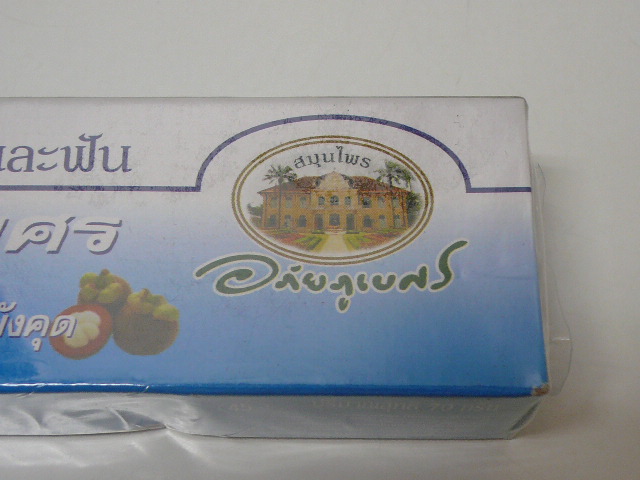 และฟัน
สมุนไพร
ยศร
อภัยภูเบศร
มังคุด